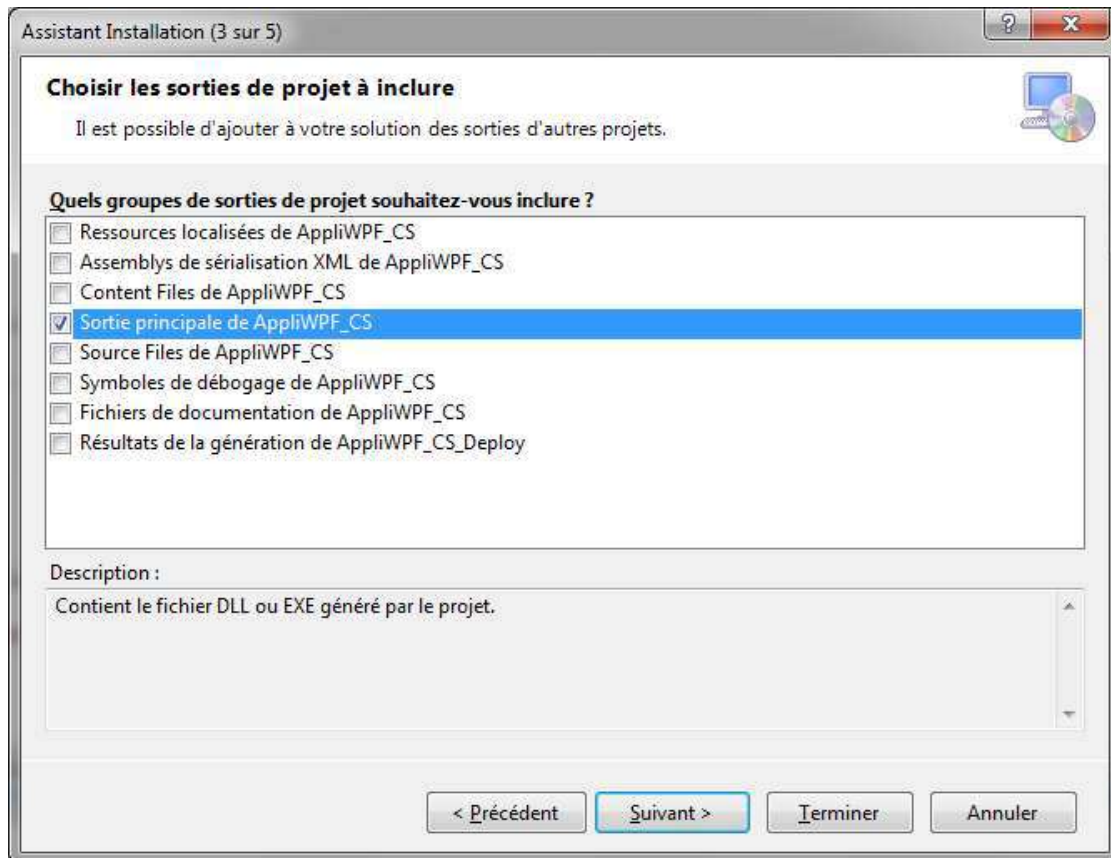 Assistant Installation (3 sur 5)
Choisir les sorties de projet à inclure
Il est possible d'ajouter à votre solution des sorties d'autres projets.
Quels groupes de sorties de projet souhaitez-vous inclure ?
Ressources localisées de AppliWPF_CS
Assemblys de sérialisation XML de AppliWPF_CS
Content Files de AppliWPF_CS
Sortie principale de AppliWPF_CS
Source Files de AppliWPF_CS
Symboles de débogage de AppliWPF_CS
Fichiers de documentation de AppliWPF_CS
Résultats de la génération de AppliWPF_CS_Deploy
Description :
Contient le fichier DLL ou EXE généré par le projet.
< Précédent Suivant > Terminer Annuler